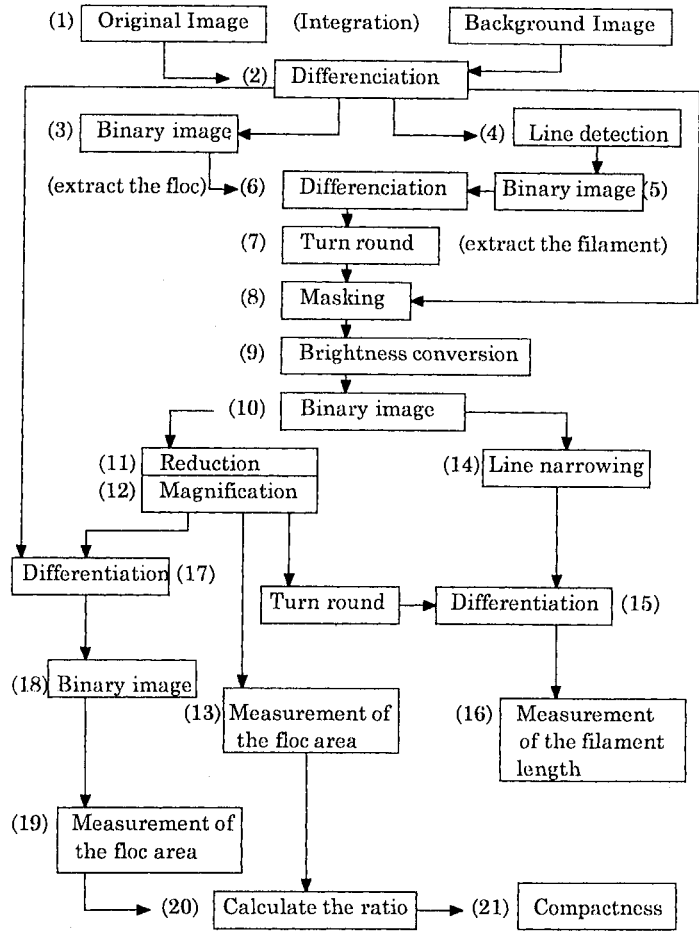 (1) Original Image (Integration) Background Image
(2) Differenciation
(3) Binary image (4) Line detection
(extract the floc) (6) Differenciation Binary image (5)
(7) Turn round (extract the filament)
(8) Masking
(9) Brightness conversion
(10) Binary image
(11) Reduction
(12) Magnification
(14) Line narrowing
Differentiation (17)
Turn round Differentiation (15)
(18) Binary image
(13) Measurement of
the floc area
(16) Measurement
of the filament
length
(19) Measurement of
the floc area
(20) Calculate the ratio (21) Compactness